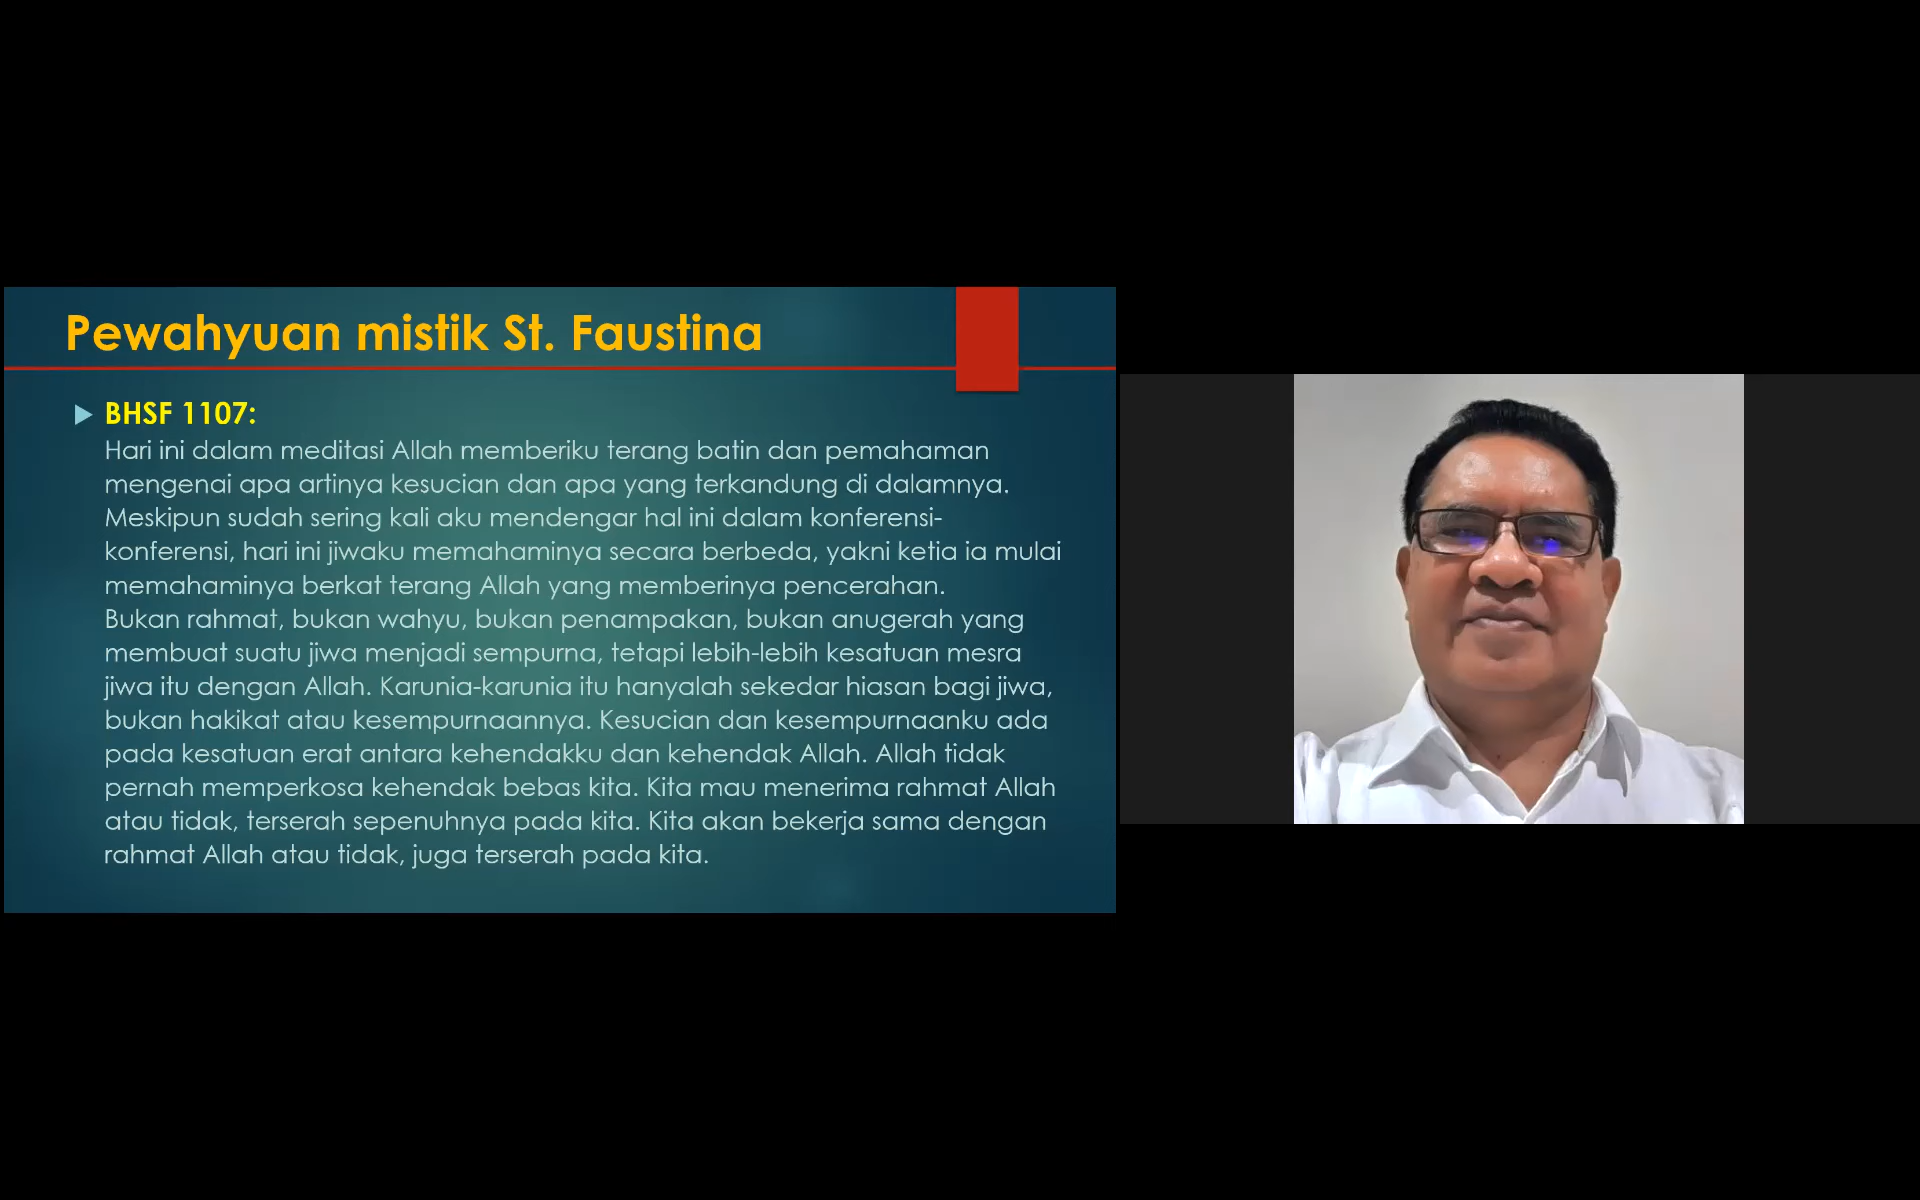 Pewahyuan mistik St. Faustina
BHSF 1107:
Hari ini dalam meditasi Allah memberiku terang batin dan pemahaman
mengenai apa artinya kesucian dan apa yang terkandung di dalamnya.
Meskipun sudah sering kali aku mendengar hal ini dalam konferensi-
konferensi, hari ini jiwaku memahaminya secara berbeda, yakni ketia ia mulai
memahaminya berkat terang Allah yang memberinya pencerahan.
Bukan rahmat, bukan wahyu, bukan penampakan, bukan anugerah yang
membuat suatu jiwa menjadi sempurna, tetapi lebih-lebih kesatuan mesra
jiwa itu dengan Allah. Karunia-karunia itu hanyalah sekedar hiasan bagi jiwa,
bukan hakikat atau kesempurnaannya. Kesucian dan kesempurnaanku ada
pada kesatuan erat antara kehendakku dan kehendak Allah. Allah tidak
pernah memperkosa kehendak bebas kita. Kita mau menerima rahmat Allah
atau tidak, terserah sepenuhnya pada kita. Kita akan bekerja sama dengan
rahmat Allah atau tidak, juga terserah pada kita.